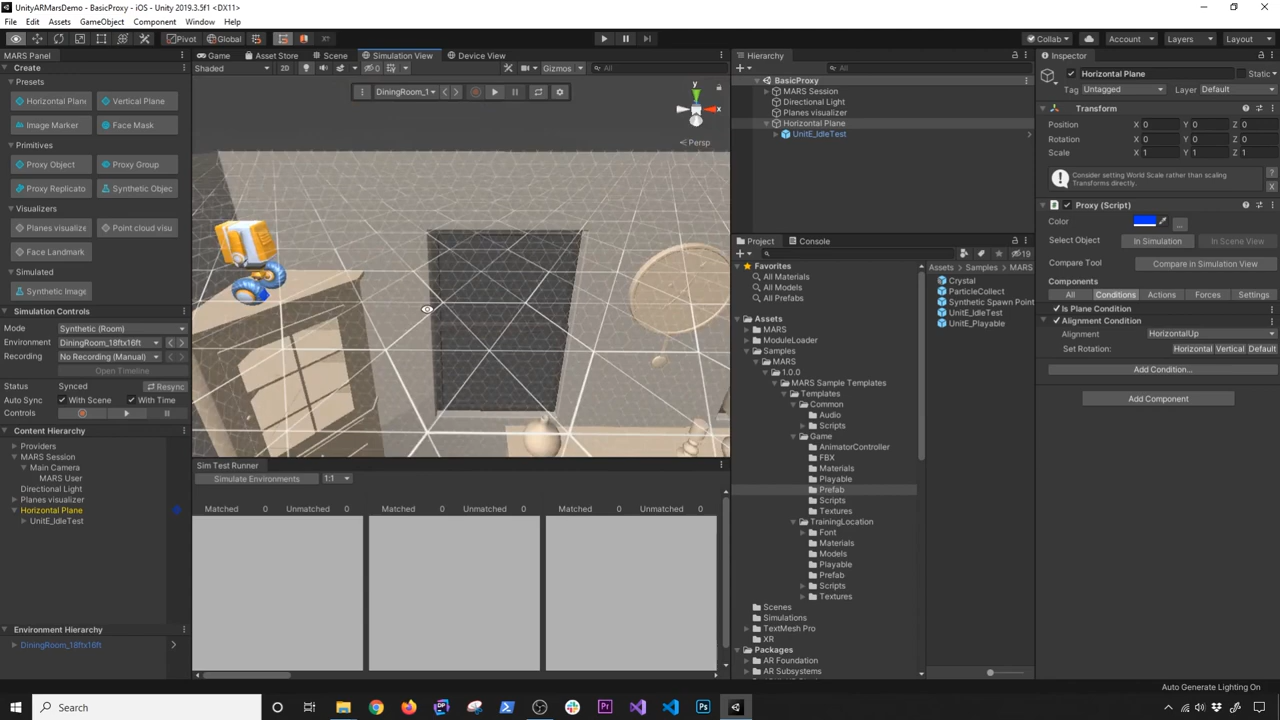 UnityARMarsDemo - BasicProxy - iOS - Unity 2019.3.5f1 <DX11>
File Edit Assets GameObject Component Window Help
Pivot Global Collab Account Layers Layout
MARS Panel
Create
Presets
Horizontal Plane Vertical Plane
Image Marker Face Mask
Primitives
Proxy Object Proxy Group
Proxy Replicato Synthetic Objec
Visualizers
Planes visualize Point cloud visu
Face Landmark
Simulated
Synthetic Image
Simulation Controls
Mode Synthetic (Room)
Environment DiningRoom_18ftx16ft
Recording No Recording (Manual)
Open Timeline
Status Synced Resync
Auto Sync With Scene With Time
Controls
Content Hierarchy
Providers
MARS Session
Main Camera
MARS User
Directional Light
Planes visualizer
Horizontal Plane
UnitE_IdleTest
Environment Hierarchy
DiningRoom_18ftx16ft
Game Asset Store Scene Simulation View Device View
Shaded 2D 0 Gizmos All
DiningRoom_1
y
x
Persp
Sim Test Runner
Simulate Environments 1:1
Matched 0 Unmatched 0 Matched 0 Unmatched 0 Matched 0 Unmatched 0
Hierarchy
All
BasicProxy
MARS Session
Directional Light
Planes visualizer
Horizontal Plane
UnitE_IdleTest
Project Console
19
Favorites
All Materials
All Models
All Prefabs
Assets
MARS
ModuleLoader
Samples
MARS
1.0.0
MARS Sample Templates
Templates
Common
Audio
Scripts
Game
AnimatorController
FBX
Materials
Playable
Prefab
Scripts
Textures
TrainingLocation
Font
Materials
Models
Playable
Prefab
Scripts
Textures
Scenes
Simulations
TextMesh Pro
XR
Packages
AR Foundation
AR Subsystems
Assets Samples MARS
Crystal
ParticleCollect
Synthetic Spawn Point
UnitE_IdleTest
UnitE_Playable
Inspector
Horizontal Plane Static
Tag Untagged Layer Default
Transform
Position X 0 Y 0 Z 0
Rotation X 0 Y 0 Z 0
Scale X 1 Y 1 Z 1
Consider setting World Scale rather than scaling
Transforms directly.
Proxy (Script)
Color
Select Object In Simulation In Scene View
Compare Tool Compare in Simulation View
Components
All Conditions Actions Forces Settings
Is Plane Condition
Alignment Condition
Alignment HorizontalUp
Set Rotation: Horizontal Vertical Default
Add Condition...
Add Component
Auto Generate Lighting On
Search